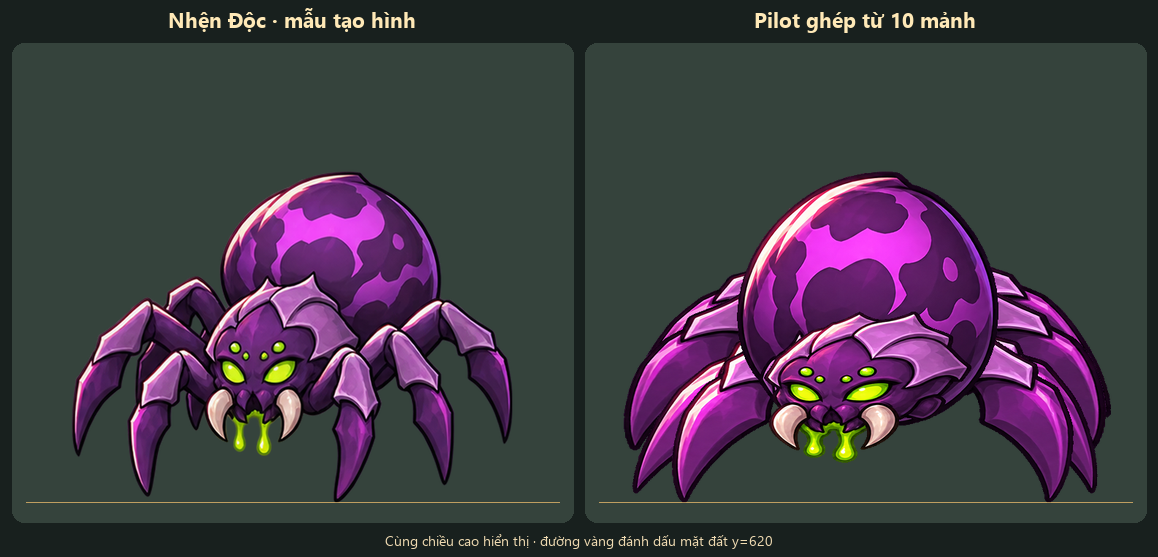 Nhện Độc · mẫu tạo hình
Pilot ghép từ 10 mảnh
Cùng chiều cao hiển thị · đường vàng đánh dấu mặt đất y=620